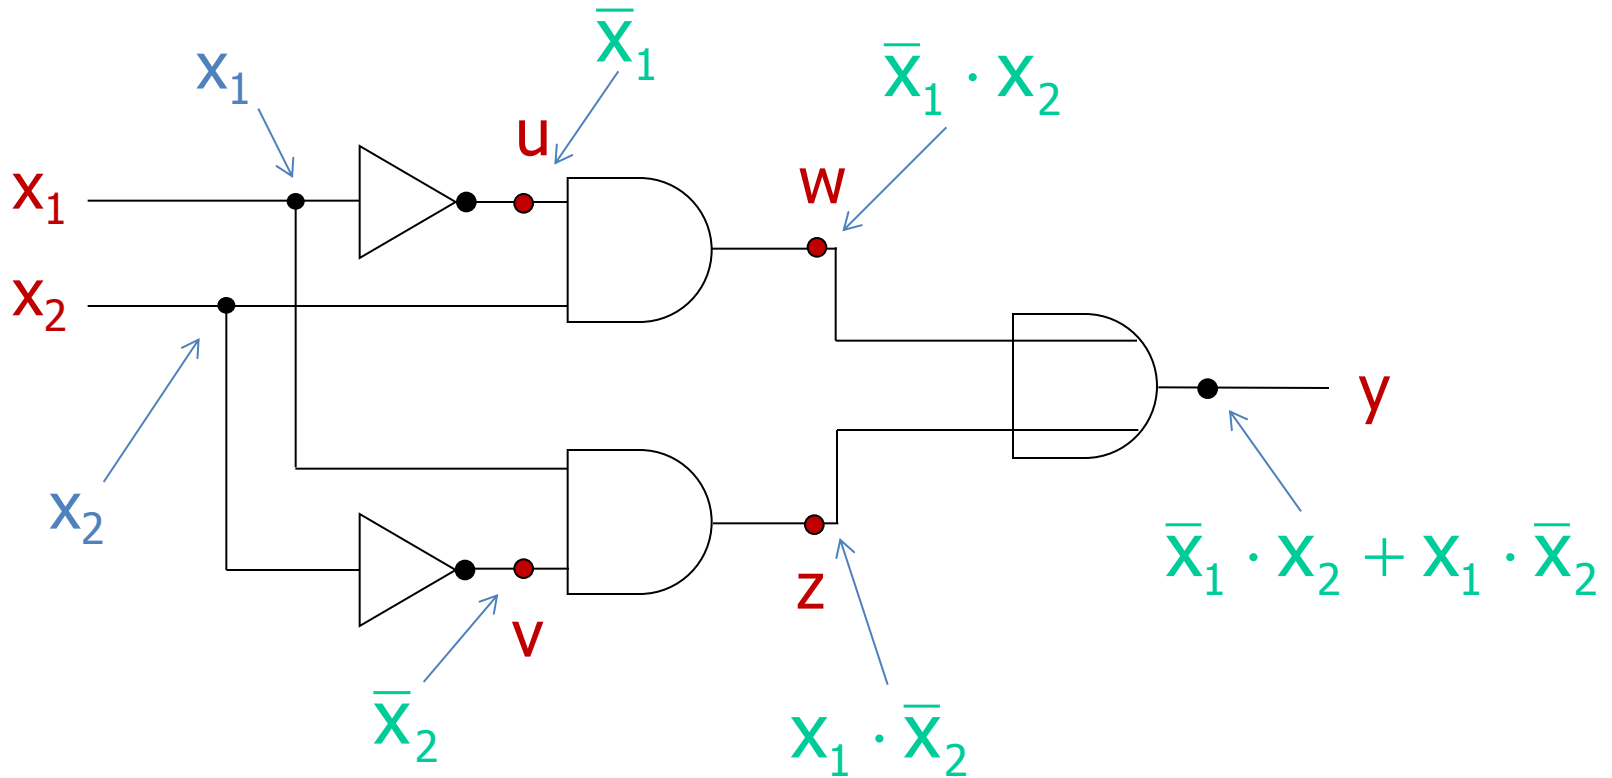 x̅₁
x₁
x̅₁ · x₂
u
w
x₁
x₂
y
x₂
x̅₁ · x₂ + x₁ · x̅₂
z
v
x̅₂
x₁ · x̅₂